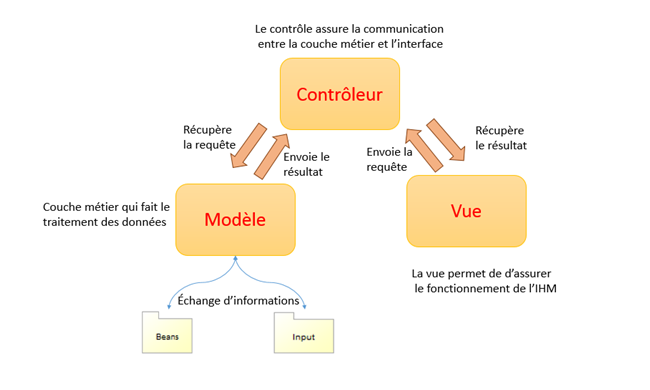 Le contrôle assure la communication
entre la couche métier et l’interface
Contrôleur
Récupère
la requête
Envoie le
résultat
Envoie la
requête
Récupère
le résultat
Couche métier qui fait le
traitement des données
Modèle
Vue
La vue permet de d’assurer
le fonctionnement de l’IHM
Échange d’informations
Beans
Input